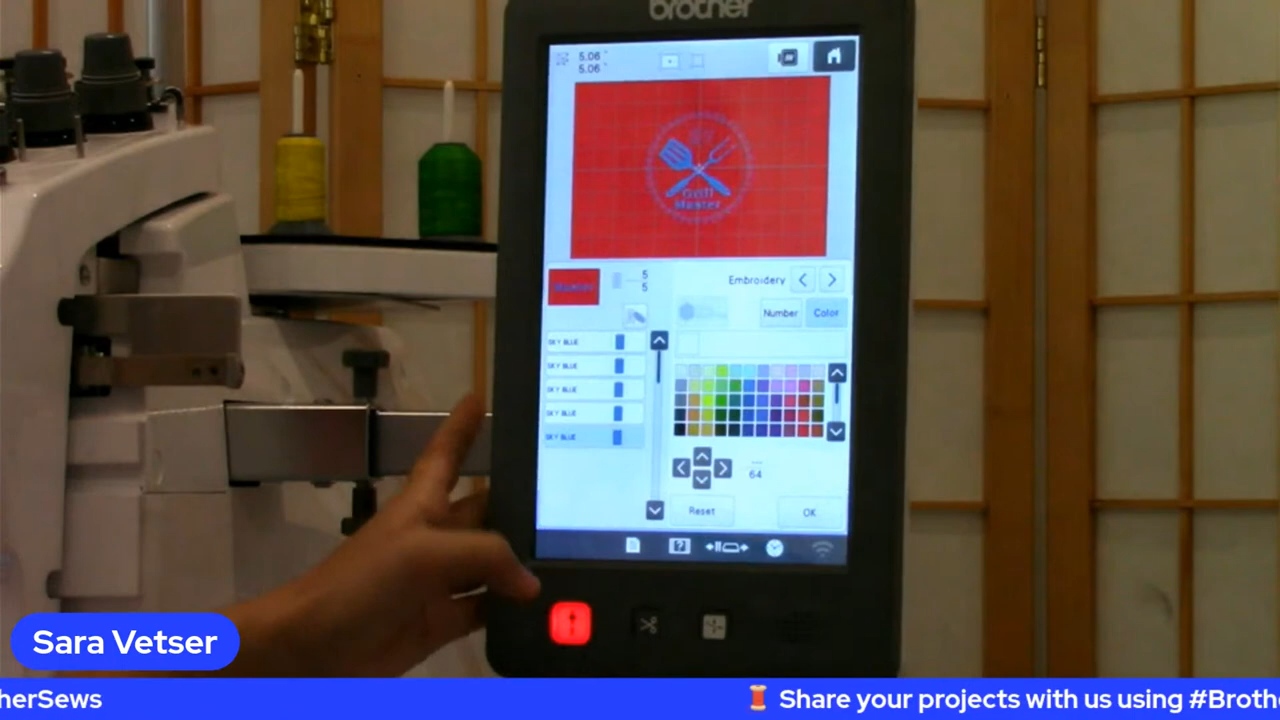 brother
5.06"
5.06"
Grill
Master
5
5
Embroidery
Number
Color
SKY BLUE
SKY BLUE
SKY BLUE
SKY BLUE
SKY BLUE
64
Reset
OK
Sara Vetser
herSews
Share your projects with us using #Broth